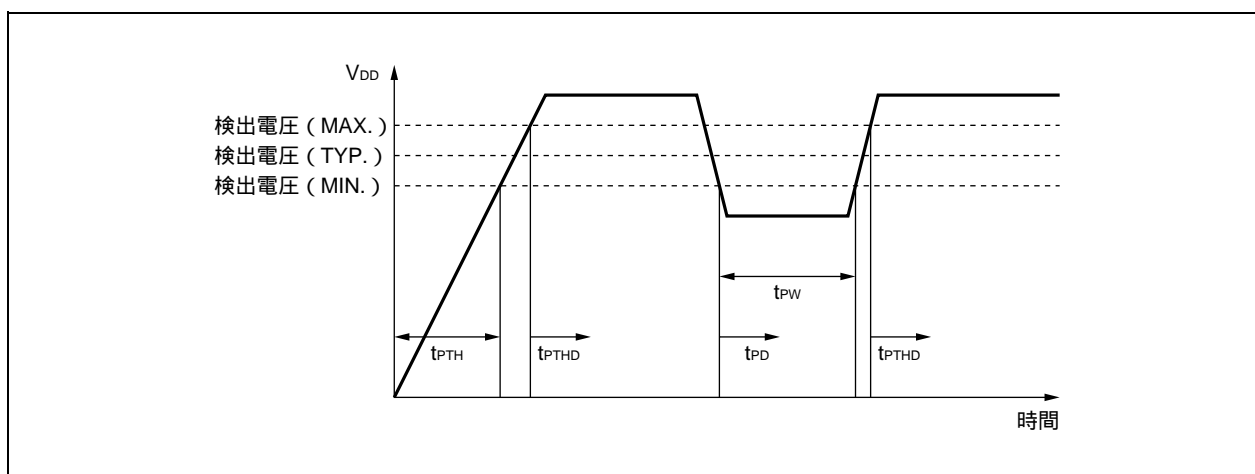 VDD
検出電圧（MAX.）
検出電圧（TYP.）
検出電圧（MIN.）
tPW
tPTH
tPTHD
tPD
tPTHD
時間